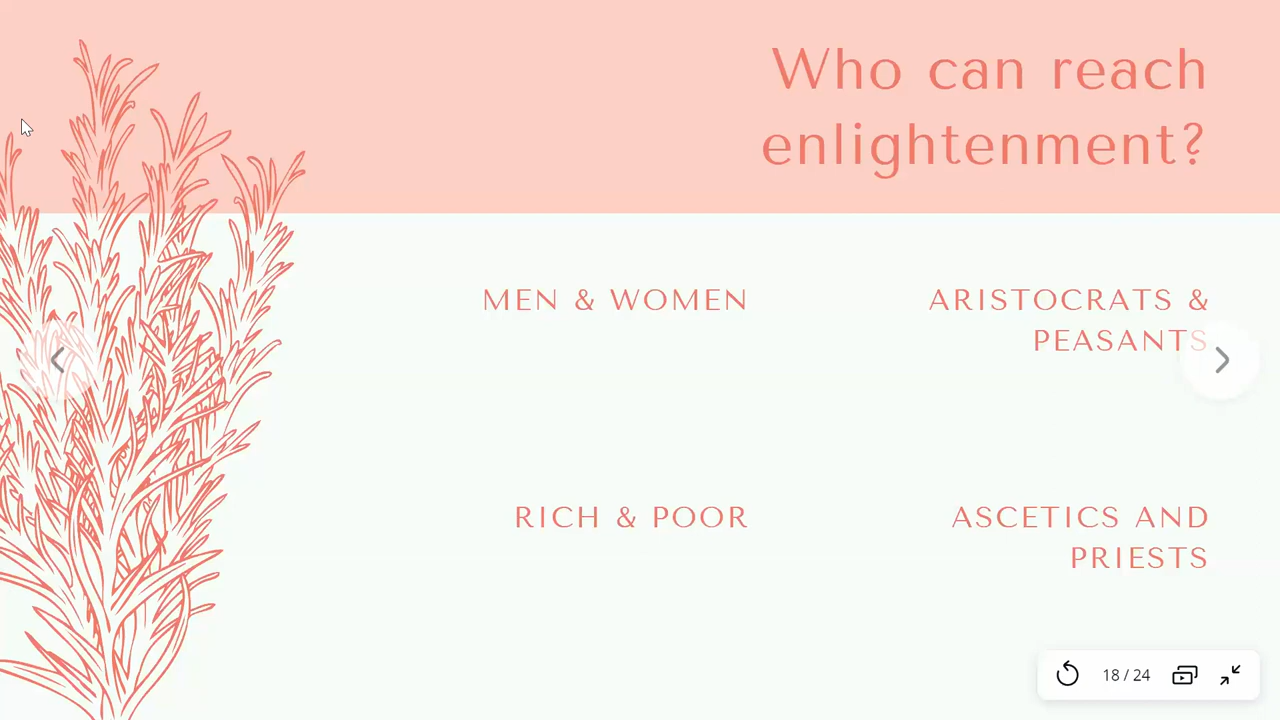 Who can reach
enlightenment?
MEN & WOMEN
ARISTOCRATS &
PEASANTS
RICH & POOR
ASCETICS AND
PRIESTS
18 / 24